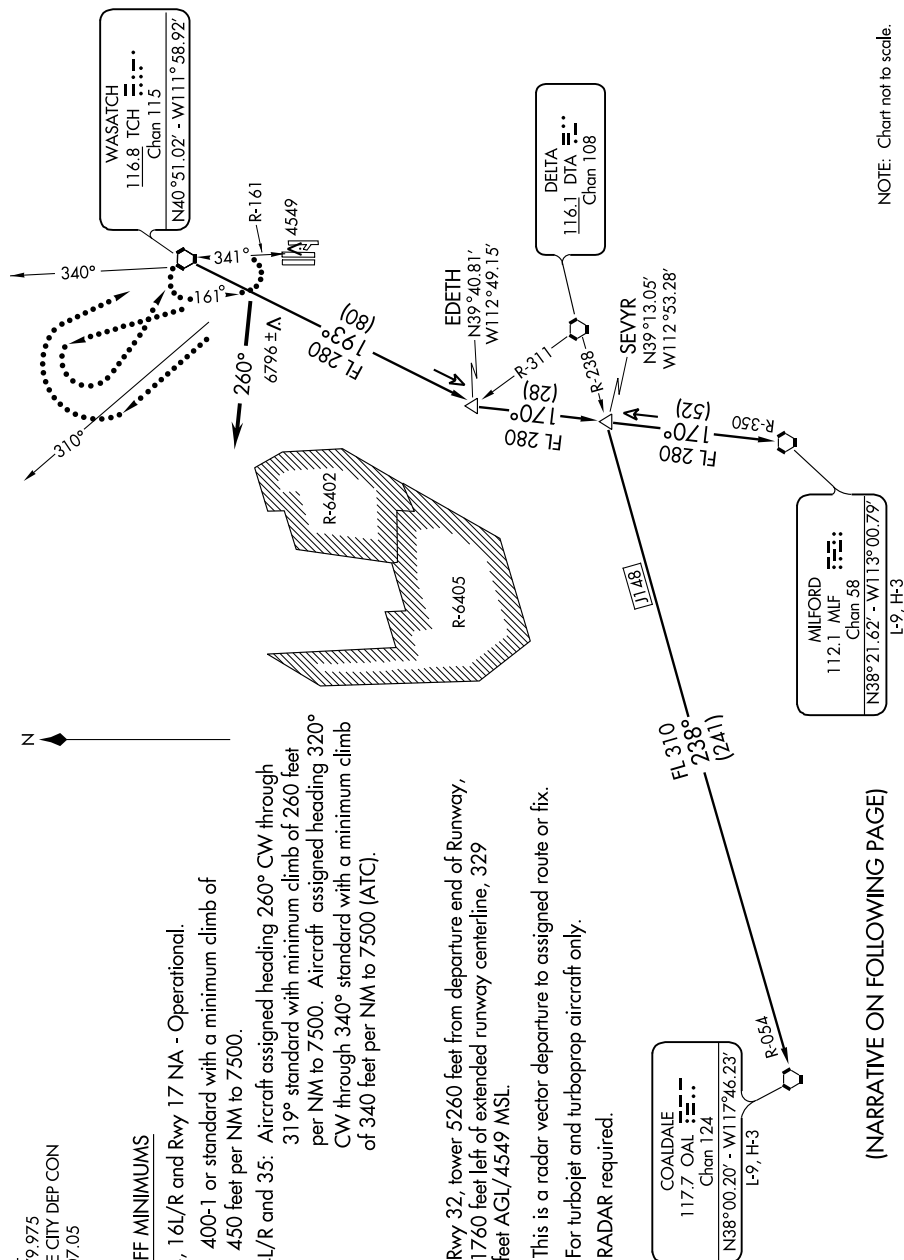 9.975
E CITY DEP CON
7.05
FF MINIMUMS
, 16L/R and Rwy 17 NA - Operational.
400-1 or standard with a minimum climb of
450 feet per NM to 7500.
L/R and 35: Aircraft assigned heading 260° CW through
319° standard with minimum climb of 260 feet
per NM to 7500. Aircraft assigned heading 320°
CW through 340° standard with a minimum climb
of 340 feet per NM to 7500 (ATC).
Rwy 32, tower 5260 feet from departure end of Runway,
1760 feet left of extended runway centerline, 329
feet AGL/4549 MSL.
This is a radar vector departure to assigned route or fix.
For turbojet and turboprop aircraft only.
RADAR required.
N
WASATCH
116.8 TCH
Chan 115
N40°51.02' - W111°58.92'
340°
310°
341°
R-161
161°
4549
260°
6796 ±
FL 280
193°
(80)
EDETH
N39°40.81'
W112°49.15'
DELTA
116.1 DTA
Chan 108
R-311
R-238
FL 280
170°
(28)
SEVYR
N39°13.05'
W112°53.28'
FL 280
170°
(52)
R-350
R-6402
R-6405
J148
FL 310
238°
(241)
MILFORD
112.1 MLF
Chan 58
N38°21.62' - W113°00.79'
L-9, H-3
COALDALE
117.7 OAL
Chan 124
N38°00.20' - W117°46.23'
L-9, H-3
R-054
(NARRATIVE ON FOLLOWING PAGE)
NOTE: Chart not to scale.